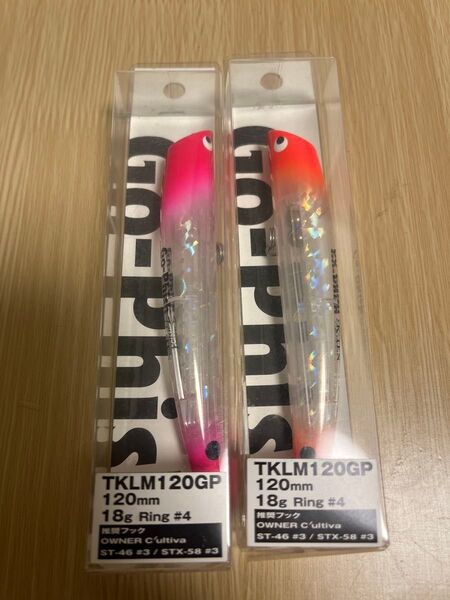 Go-Phis
TKLM120GP
120mm
18g Ring #4
推奨フック
OWNER C'ultiva
ST-46 #3 / STX-58 #3
Go-Phis
TKLM120GP
120mm
18g Ring #4
推奨フック
OWNER C'ultiva
ST-46 #3 / STX-58 #3